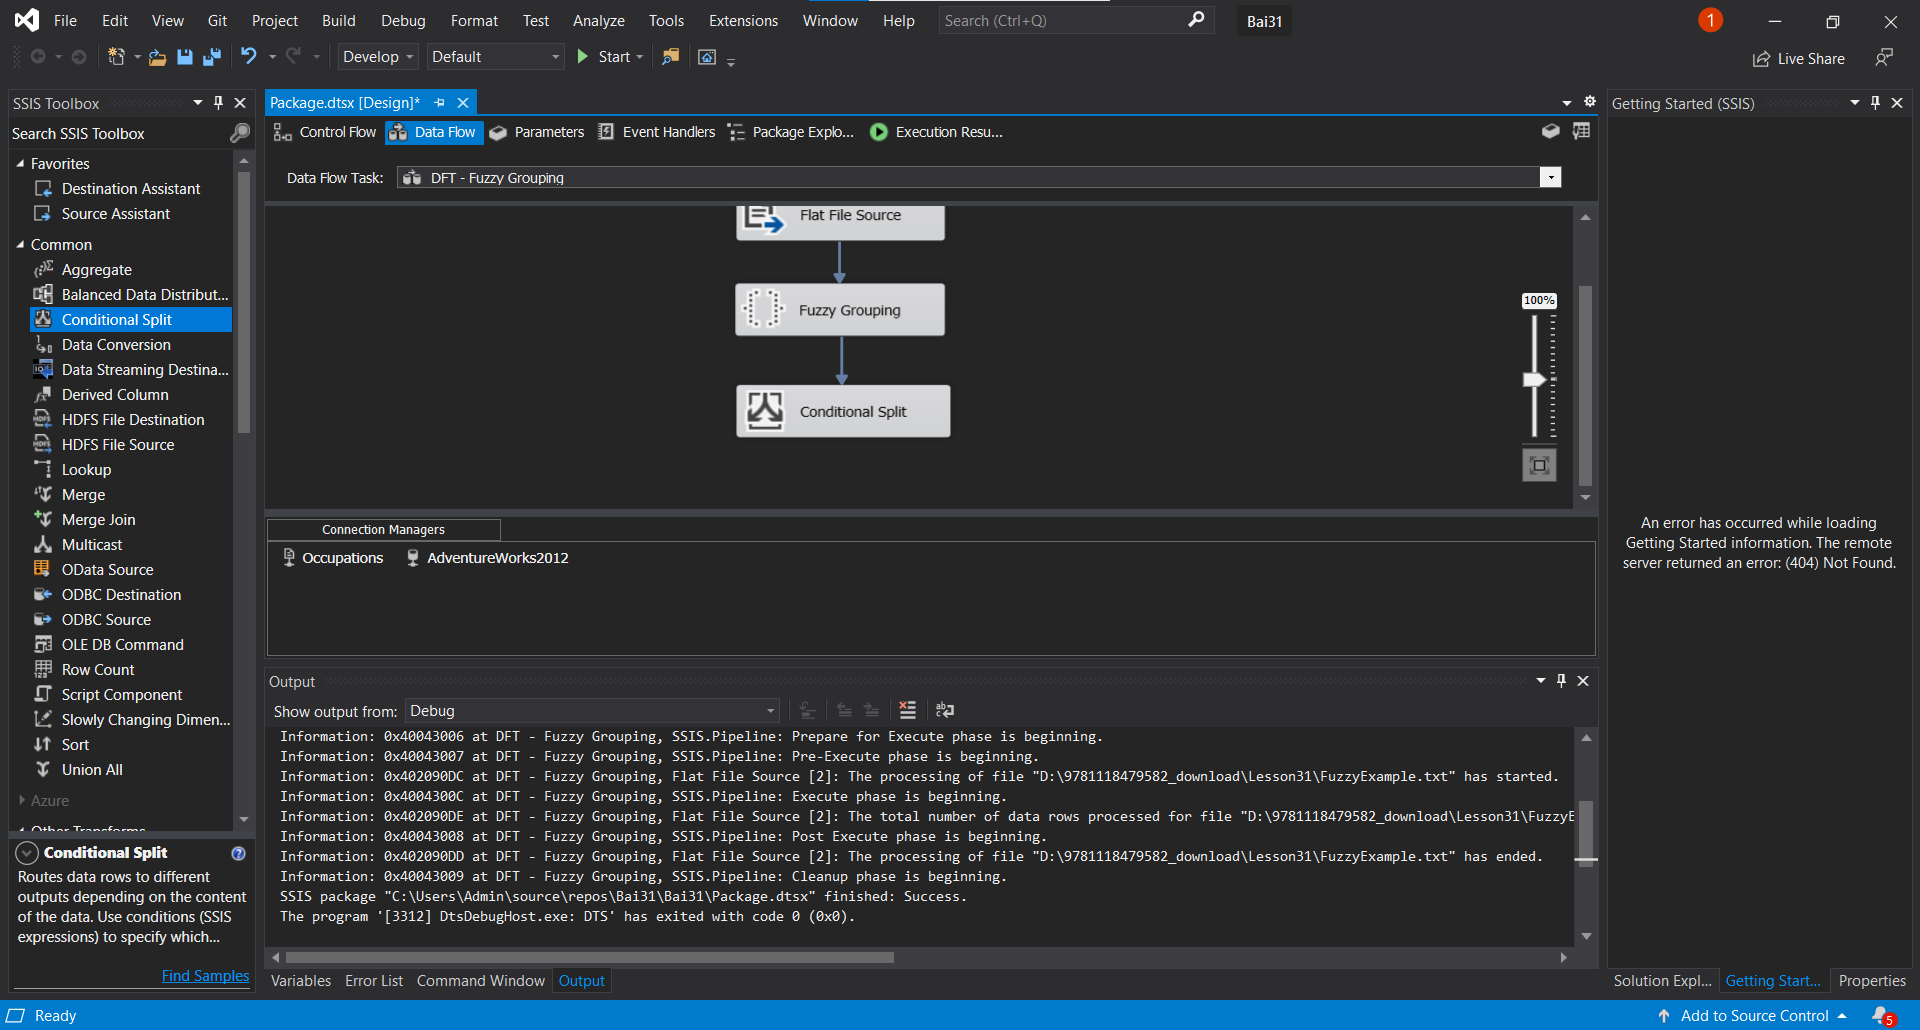 File Edit View Git Project Build Debug Format Test Analyze Tools Extensions Window Help Search (Ctrl+Q) Bai31 1
Develop Default Start Live Share
SSIS Toolbox
Search SSIS Toolbox
Favorites
Destination Assistant
Source Assistant
Common
Aggregate
Balanced Data Distribut...
Conditional Split
Data Conversion
Data Streaming Destina...
Derived Column
HDFS File Destination
HDFS File Source
Lookup
Merge
Merge Join
Multicast
OData Source
ODBC Destination
ODBC Source
OLE DB Command
Row Count
Script Component
Slowly Changing Dimen...
Sort
Union All
Azure
Other Transforms
Conditional Split
Routes data rows to different
outputs depending on the content
of the data. Use conditions (SSIS
expressions) to specify which...
Find Samples
Package.dtsx [Design]*
Control Flow Data Flow Parameters Event Handlers Package Explo... Execution Resu...
Data Flow Task: DFT - Fuzzy Grouping
Flat File Source
Fuzzy Grouping
Conditional Split
100%
Connection Managers
Occupations AdventureWorks2012
Output
Show output from: Debug
Information: 0x40043006 at DFT - Fuzzy Grouping, SSIS.Pipeline: Prepare for Execute phase is beginning.
Information: 0x40043007 at DFT - Fuzzy Grouping, SSIS.Pipeline: Pre-Execute phase is beginning.
Information: 0x402090DC at DFT - Fuzzy Grouping, Flat File Source [2]: The processing of file "D:\9781118479582_download\Lesson31\FuzzyExample.txt" has started.
Information: 0x4004300C at DFT - Fuzzy Grouping, SSIS.Pipeline: Execute phase is beginning.
Information: 0x402090DE at DFT - Fuzzy Grouping, Flat File Source [2]: The total number of data rows processed for file "D:\9781118479582_download\Lesson31\FuzzyE
Information: 0x40043008 at DFT - Fuzzy Grouping, SSIS.Pipeline: Post Execute phase is beginning.
Information: 0x402090DD at DFT - Fuzzy Grouping, Flat File Source [2]: The processing of file "D:\9781118479582_download\Lesson31\FuzzyExample.txt" has ended.
Information: 0x40043009 at DFT - Fuzzy Grouping, SSIS.Pipeline: Cleanup phase is beginning.
SSIS package "C:\Users\Admin\source\repos\Bai31\Bai31\Package.dtsx" finished: Success.
The program '[3312] DtsDebugHost.exe: DTS' has exited with code 0 (0x0).
Variables Error List Command Window Output
Getting Started (SSIS)
An error has occurred while loading
Getting Started information. The remote
server returned an error: (404) Not Found.
Solution Expl... Getting Start... Properties
Ready Add to Source Control 5